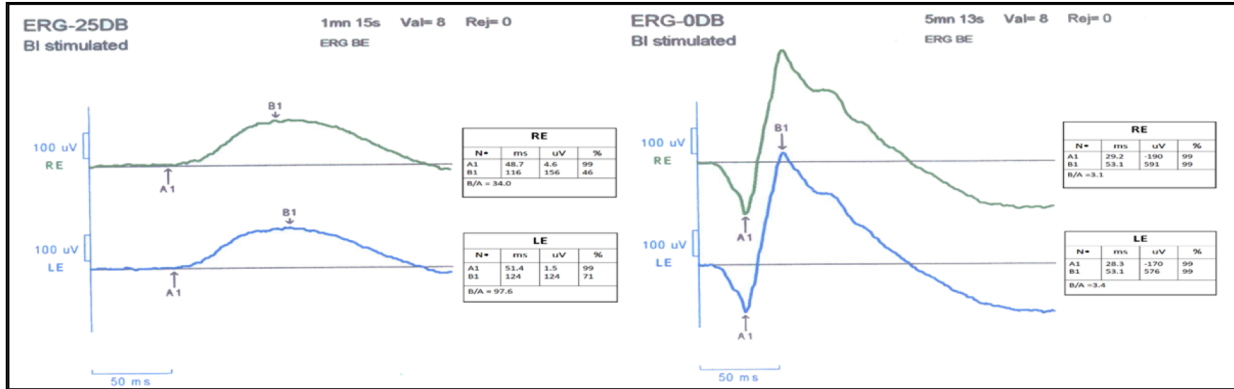 ERG-25DB 1mn 15s Val= 8 Rej= 0
BI stimulated ERG BE
B1
100 uV
RE
A1
RE
N• ms uV %
A1 48.7 4.6 99
B1 116 156 46
B/A = 34.0
B1
100 uV
LE
A1
LE
N• ms uV %
A1 51.4 1.5 99
B1 124 124 71
B/A = 97.6
50 ms
ERG-0DB 5mn 13s Val= 8 Rej= 0
BI stimulated ERG BE
100 uV
RE
B1
A1
RE
N• ms uV %
A1 29.2 -190 99
B1 53.1 591 99
B/A =3.1
100 uV
LE
A1
LE
N• ms uV %
A1 28.3 -170 99
B1 53.1 576 99
B/A =3.4
50 ms